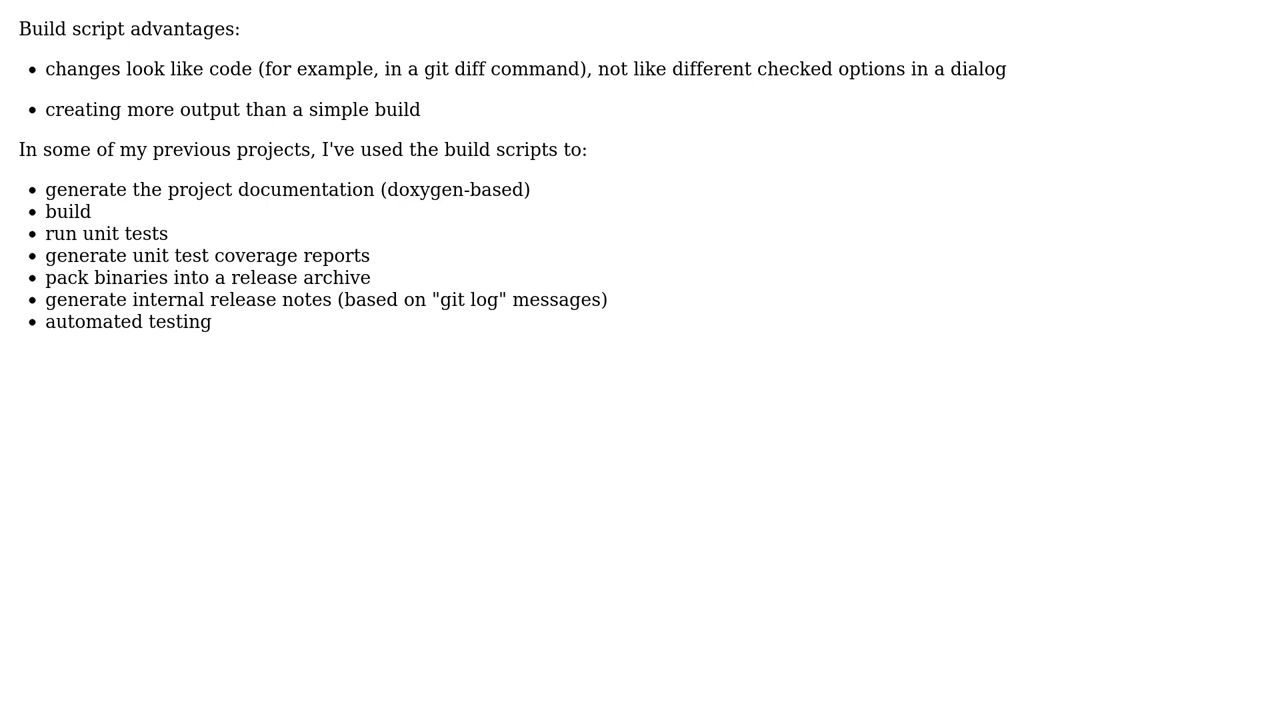 Build script advantages:
• changes look like code (for example, in a git diff command), not like different checked options in a dialog
• creating more output than a simple build
In some of my previous projects, I've used the build scripts to:
• generate the project documentation (doxygen-based)
• build
• run unit tests
• generate unit test coverage reports
• pack binaries into a release archive
• generate internal release notes (based on "git log" messages)
• automated testing